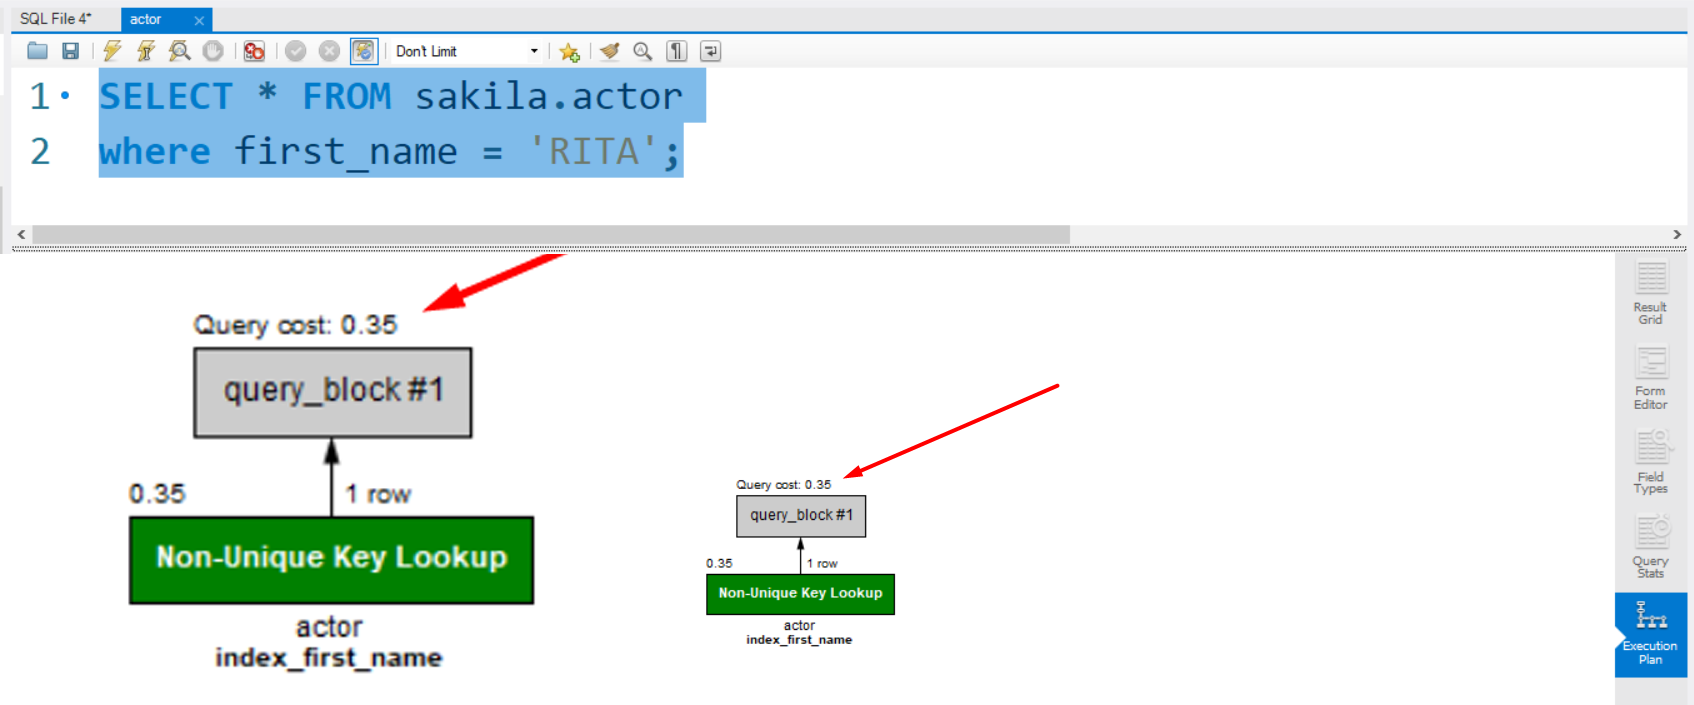 SQL File 4*
actor
Don't Limit
1 SELECT * FROM sakila.actor
2 where first_name = 'RITA';
Query cost: 0.35
query_block #1
0.35
1 row
Non-Unique Key Lookup
actor
index_first_name
Query cost: 0.35
query_block #1
0.35
1 row
Non-Unique Key Lookup
actor
index_first_name
Result
Grid
Form
Editor
Field
Types
Query
Stats
Execution
Plan